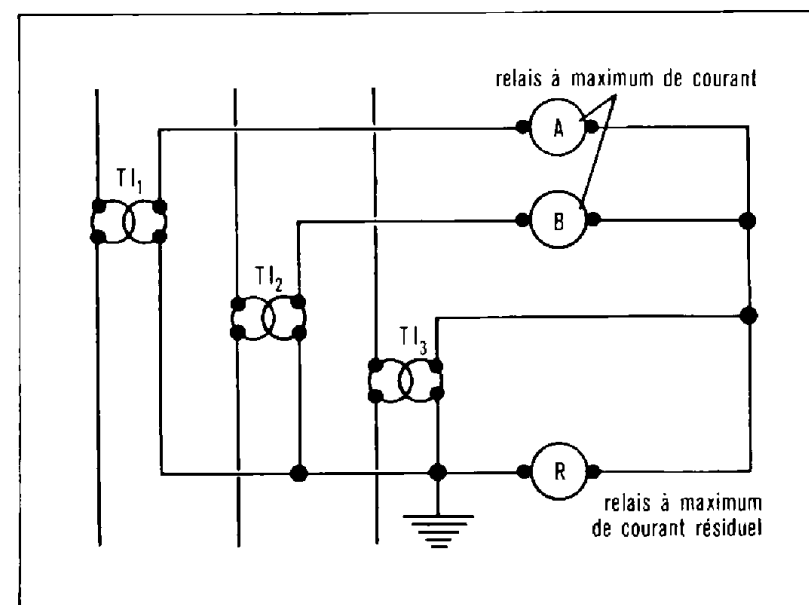 relais à maximum de courant
A
TI₁
B
TI₂
TI₃
R
relais à maximum
de courant résiduel